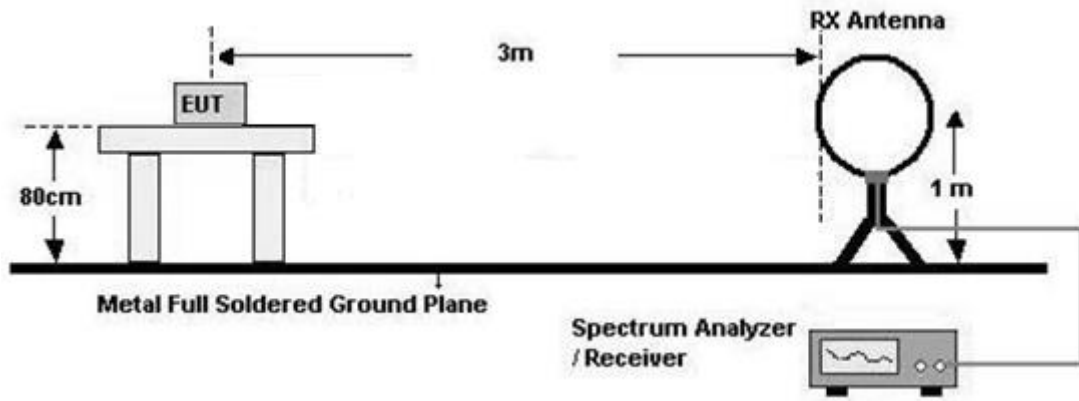 RX Antenna
3m
EUT
80cm
1 m
Metal Full Soldered Ground Plane
Spectrum Analyzer
/ Receiver